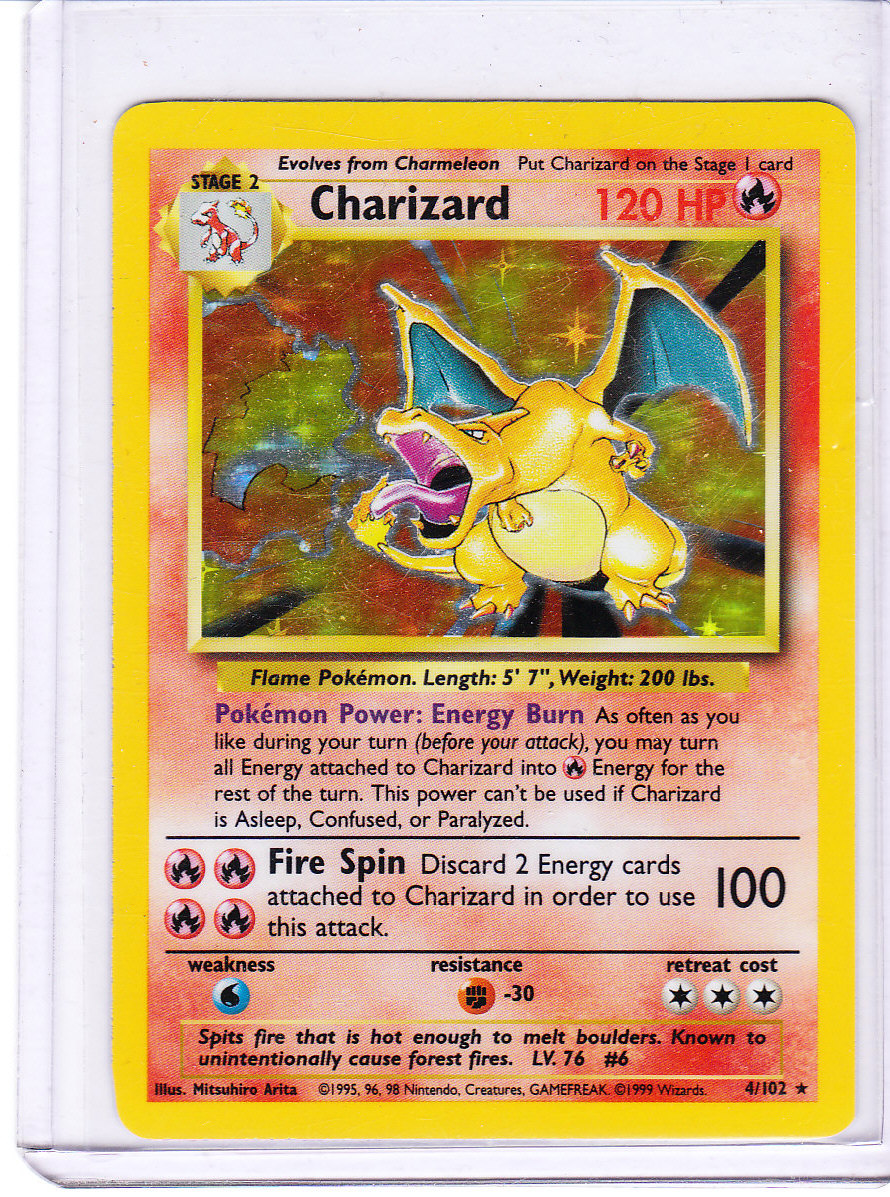 Evolves from Charmeleon Put Charizard on the Stage 1 card
STAGE 2
Charizard 120 HP
Flame Pokémon. Length: 5' 7", Weight: 200 lbs.
Pokémon Power: Energy Burn As often as you
like during your turn (before your attack), you may turn
all Energy attached to Charizard into Energy for the
rest of the turn. This power can't be used if Charizard
is Asleep, Confused, or Paralyzed.
Fire Spin Discard 2 Energy cards
attached to Charizard in order to use 100
this attack.
weakness resistance retreat cost
-30
Spits fire that is hot enough to melt boulders. Known to
unintentionally cause forest fires. LV. 76 #6
Illus. Mitsuhiro Arita ©1995, 96, 98 Nintendo, Creatures, GAMEFREAK. ©1999 Wizards. 4/102 ★